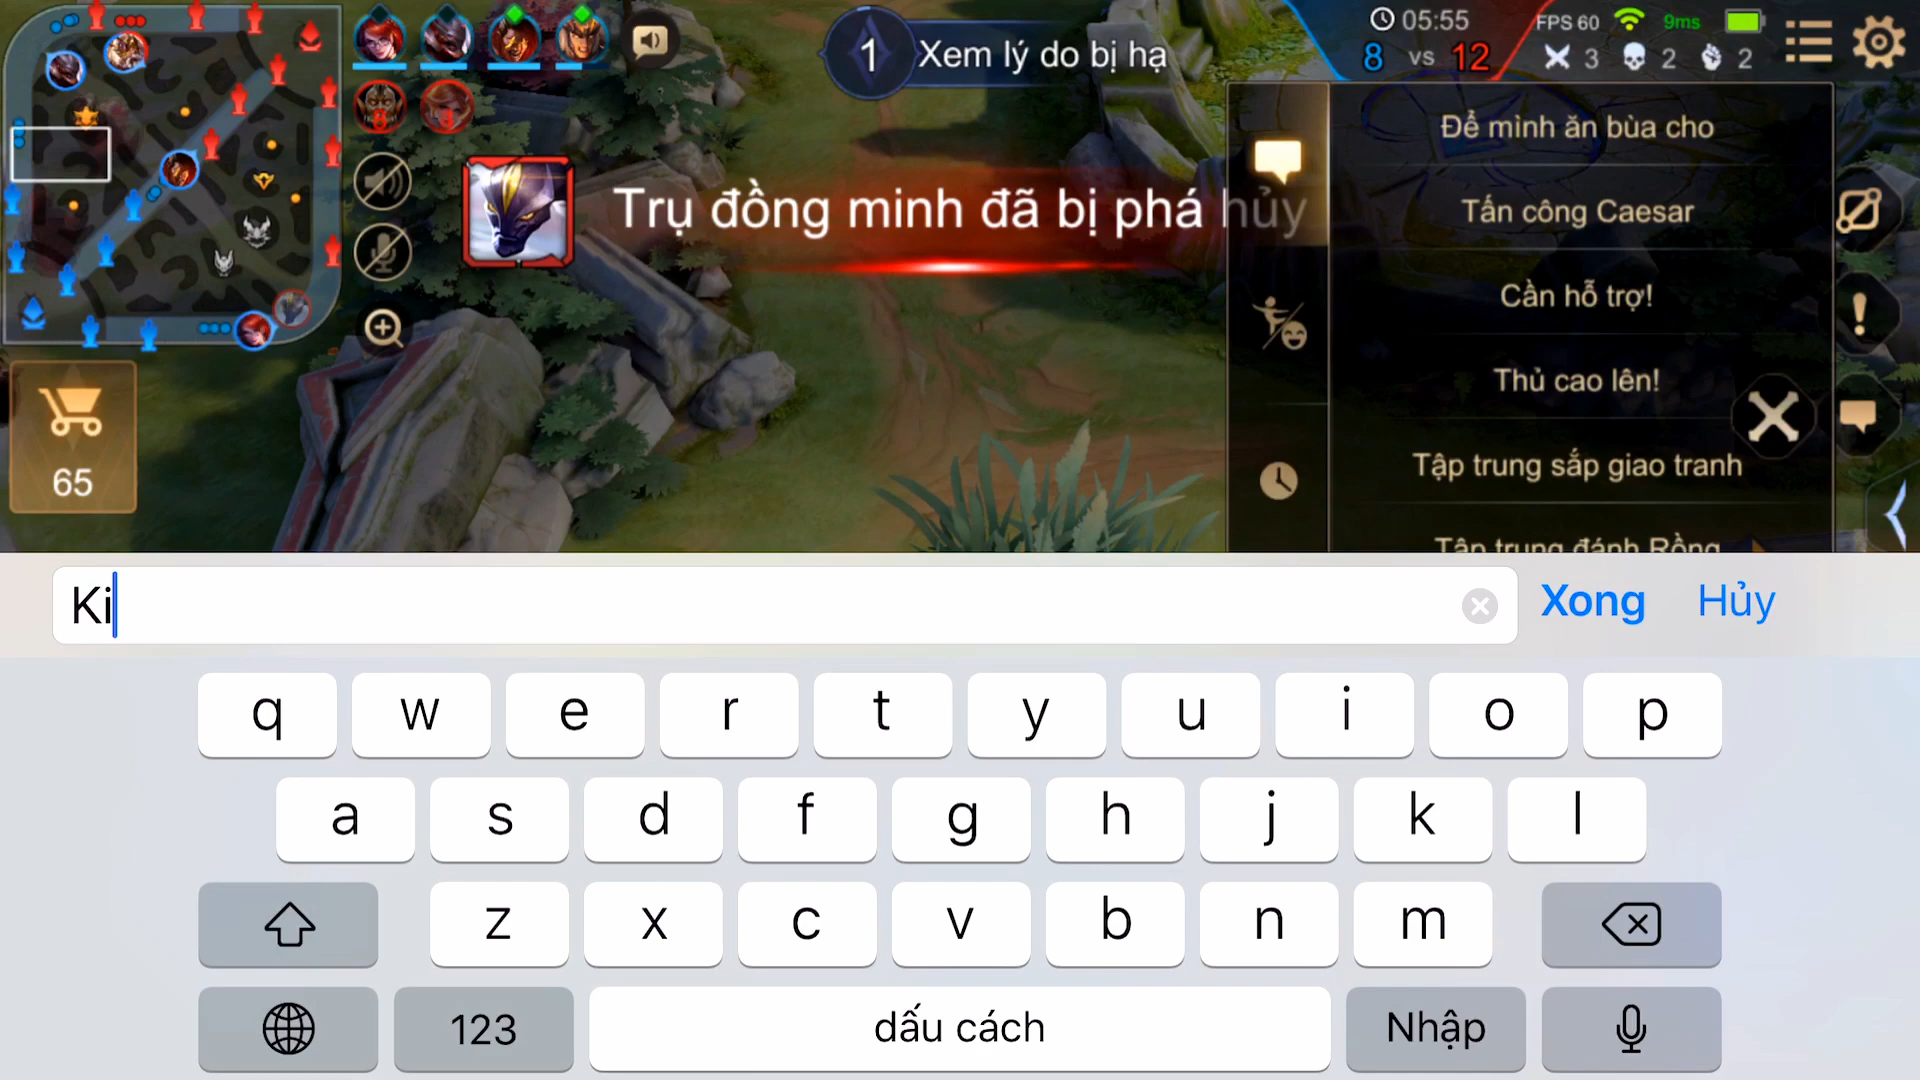 1 Xem lý do bị hạ
05:55
FPS 60 9ms
8 vs 12
3 2 2
Trụ đồng minh đã bị phá hủy
Để mình ăn bùa cho
Tấn công Caesar
Cần hỗ trợ!
Thủ cao lên!
Tập trung sắp giao tranh
Tập trung đánh Rồng
65
Ki
Xong Hủy
q w e r t y u i o p
a s d f g h j k l
z x c v b n m
123 dấu cách Nhập